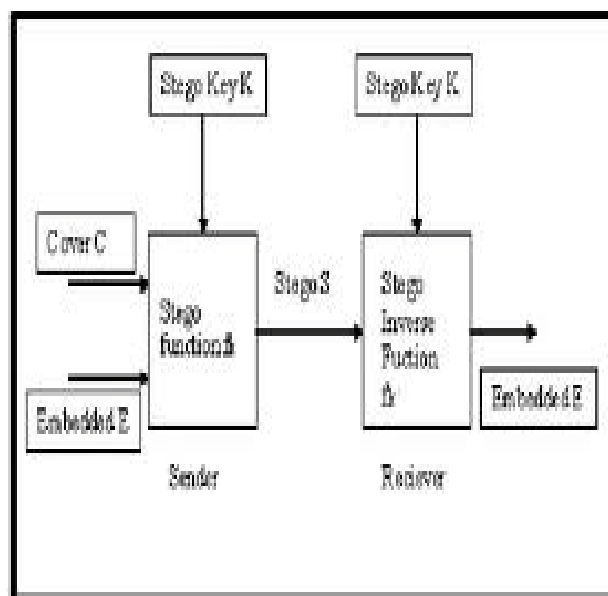 Stego Key K
Stego Key K
Cover C
Stego S
Stego
function
Stego
Inverse
Fuction
Embedded E
Embedded E
Sender
Reciever